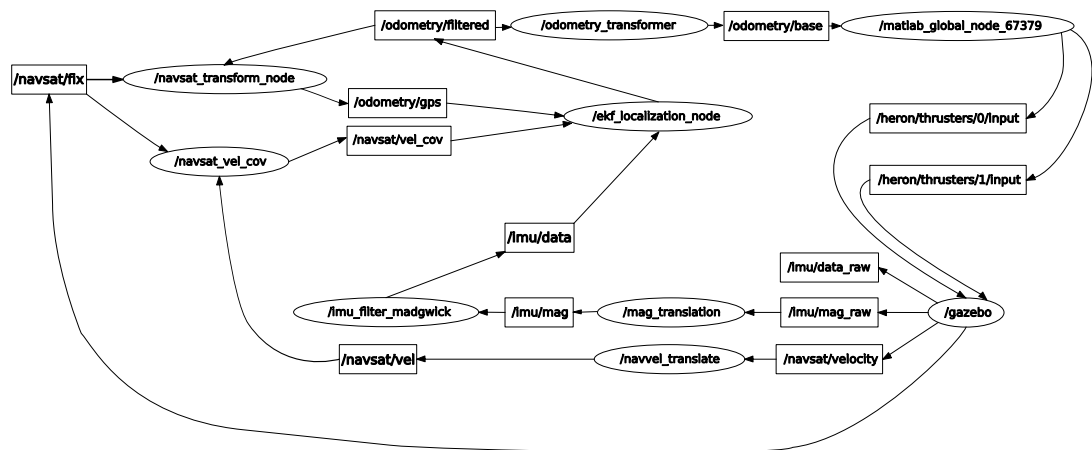 /odometry/filtered
/odometry_transformer
/odometry/base
/matlab_global_node_67379
/navsat/fix
/navsat_transform_node
/odometry/gps
/ekf_localization_node
/heron/thrusters/0/input
/navsat/vel_cov
/navsat_vel_cov
/heron/thrusters/1/input
/imu/data
/imu/data_raw
/imu_filter_madgwick
/imu/mag
/mag_translation
/imu/mag_raw
/gazebo
/navsat/vel
/navvel_translate
/navsat/velocity